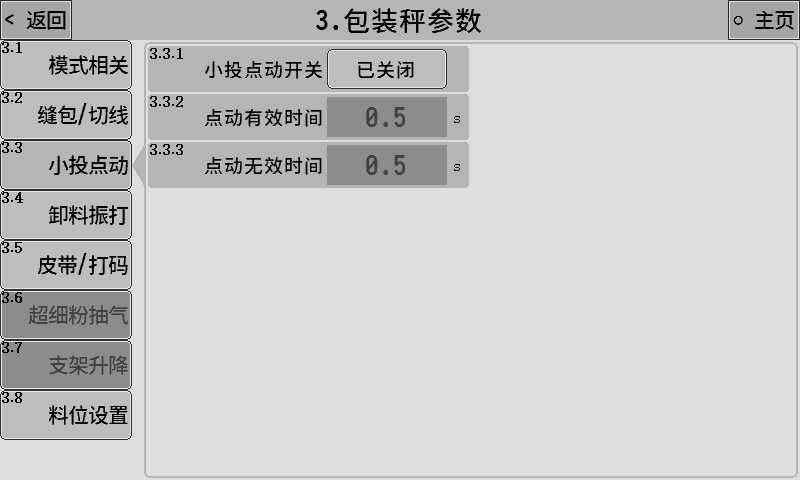 < 返回
3.包装秤参数
○ 主页
3.1 模式相关
3.2 缝包/切线
3.3 小投点动
3.4 卸料振打
3.5 皮带/打码
3.6 超细粉抽气
3.7 支架升降
3.8 料位设置
3.3.1 小投点动开关 已关闭
3.3.2 点动有效时间 0.5 s
3.3.3 点动无效时间 0.5 s